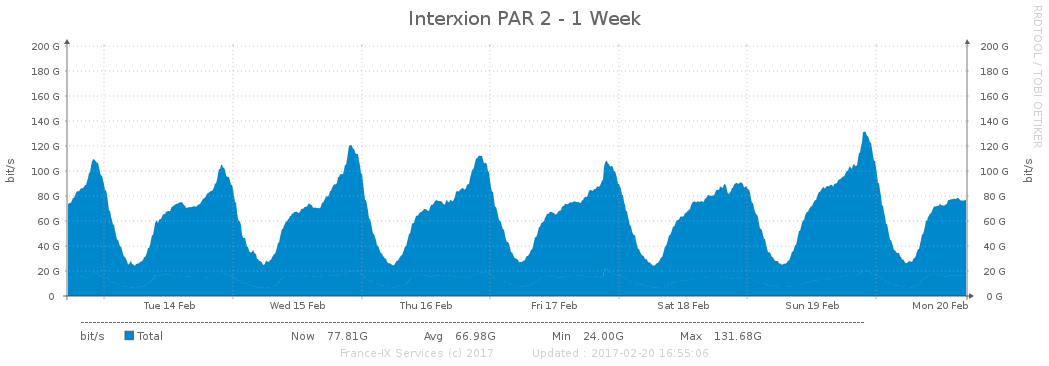 Interxion PAR 2 - 1 Week
RRDTOOL / TOBI OETIKER
200 G 200 G
180 G 180 G
160 G 160 G
140 G 140 G
120 G 120 G
100 G 100 G
80 G 80 G
60 G 60 G
40 G 40 G
20 G 20 G
0 0 G
bit/s
bit/s
Tue 14 Feb Wed 15 Feb Thu 16 Feb Fri 17 Feb Sat 18 Feb Sun 19 Feb Mon 20 Feb
bit/s Total Now 77.81G Avg 66.98G Min 24.00G Max 131.68G
France-IX Services (c) 2017 Updated : 2017-02-20 16:55:06